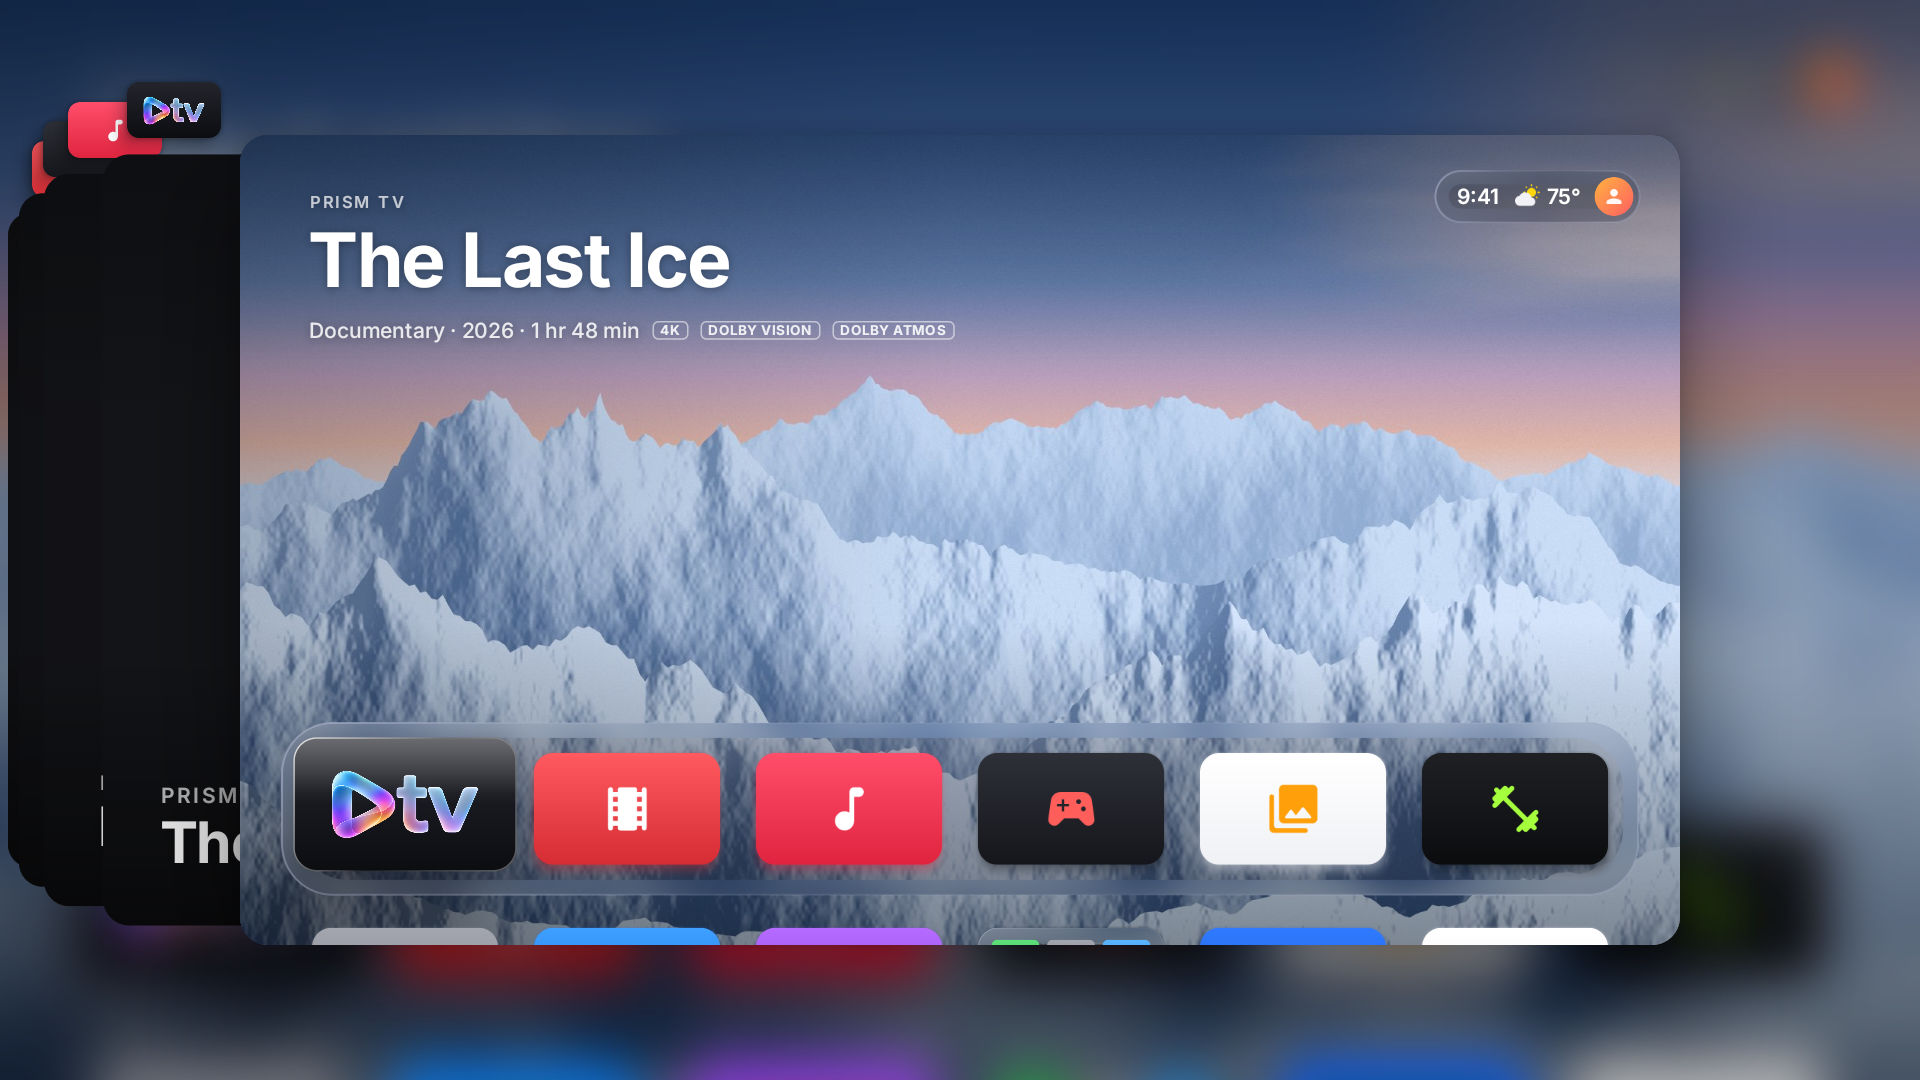 tv
PRISM TV
9:41 75°
The Last Ice
Documentary · 2026 · 1 hr 48 min 4K DOLBY VISION DOLBY ATMOS
PRISM
The
tv